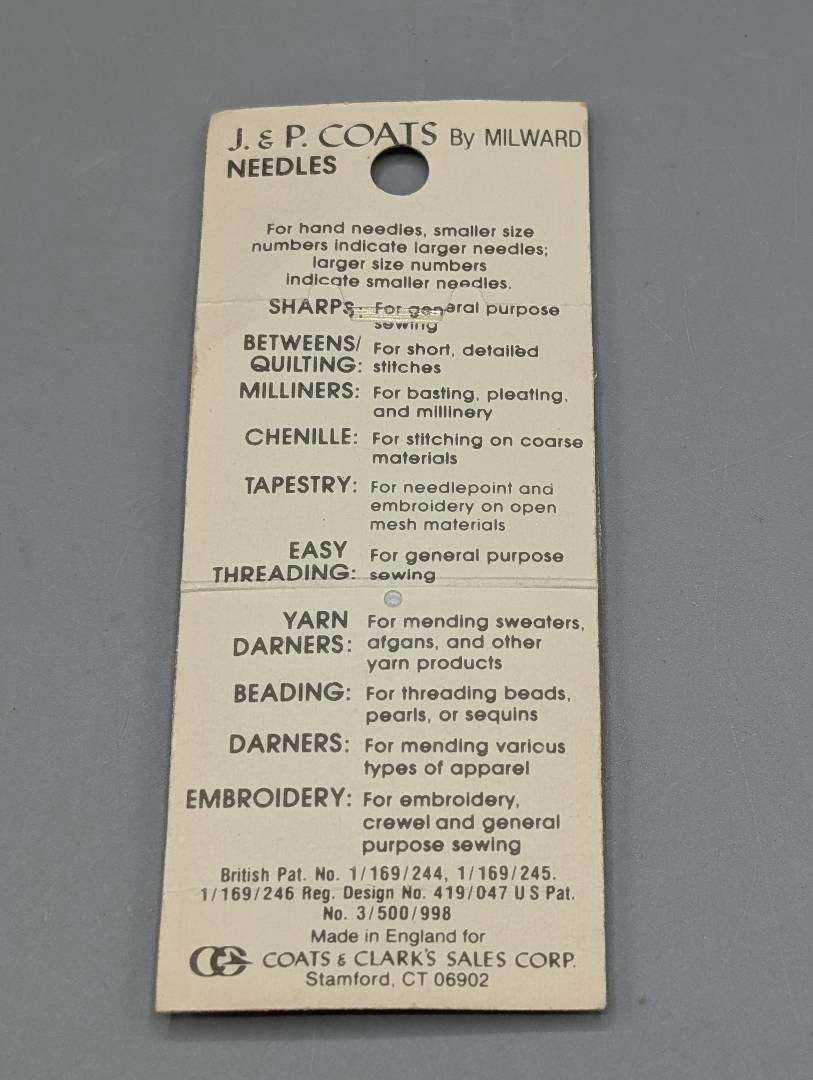 J. & P. COATS By MILWARD
NEEDLES
For hand needles, smaller size
numbers indicate larger needles;
larger size numbers
indicate smaller needles.
SHARPS: For general purpose
sewing
BETWEENS/
QUILTING: For short, detailed
stitches
MILLINERS: For basting, pleating,
and millinery
CHENILLE: For stitching on coarse
materials
TAPESTRY: For needlepoint and
embroidery on open
mesh materials
EASY
THREADING: For general purpose
sewing
YARN
DARNERS: For mending sweaters,
afgans, and other
yarn products
BEADING: For threading beads,
pearls, or sequins
DARNERS: For mending various
types of apparel
EMBROIDERY: For embroidery,
crewel and general
purpose sewing
British Pat. No. 1/169/244, 1/169/245.
1/169/246 Reg. Design No. 419/047 U S Pat.
No. 3/500/998
Made in England for
COATS & CLARK'S SALES CORP.
Stamford, CT 06902